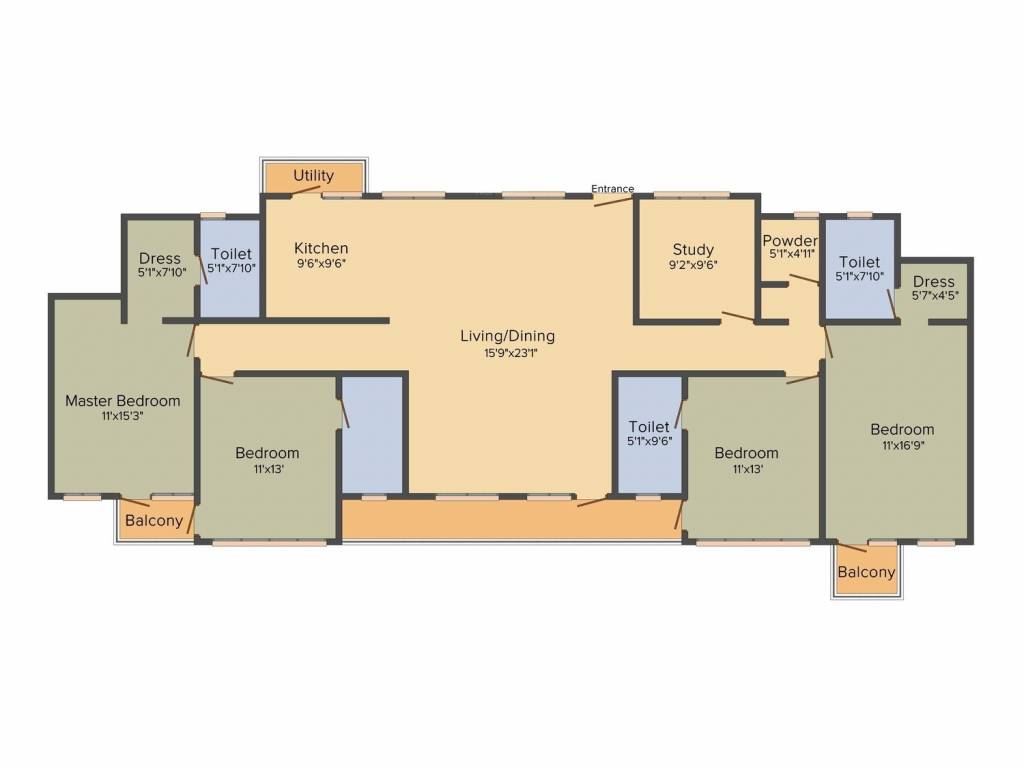 Utility
Entrance
Kitchen
9'6"x9'6"
Dress
5'1"x7'10"
Toilet
5'1"x7'10"
Study
9'2"x9'6"
Powder
5'1"x4'11"
Toilet
5'1"x7'10"
Dress
5'7"x4'5"
Living/Dining
15'9"x23'1"
Master Bedroom
11'x15'3"
Bedroom
11'x13'
Toilet
5'1"x9'6"
Bedroom
11'x13'
Bedroom
11'x16'9"
Balcony
Balcony